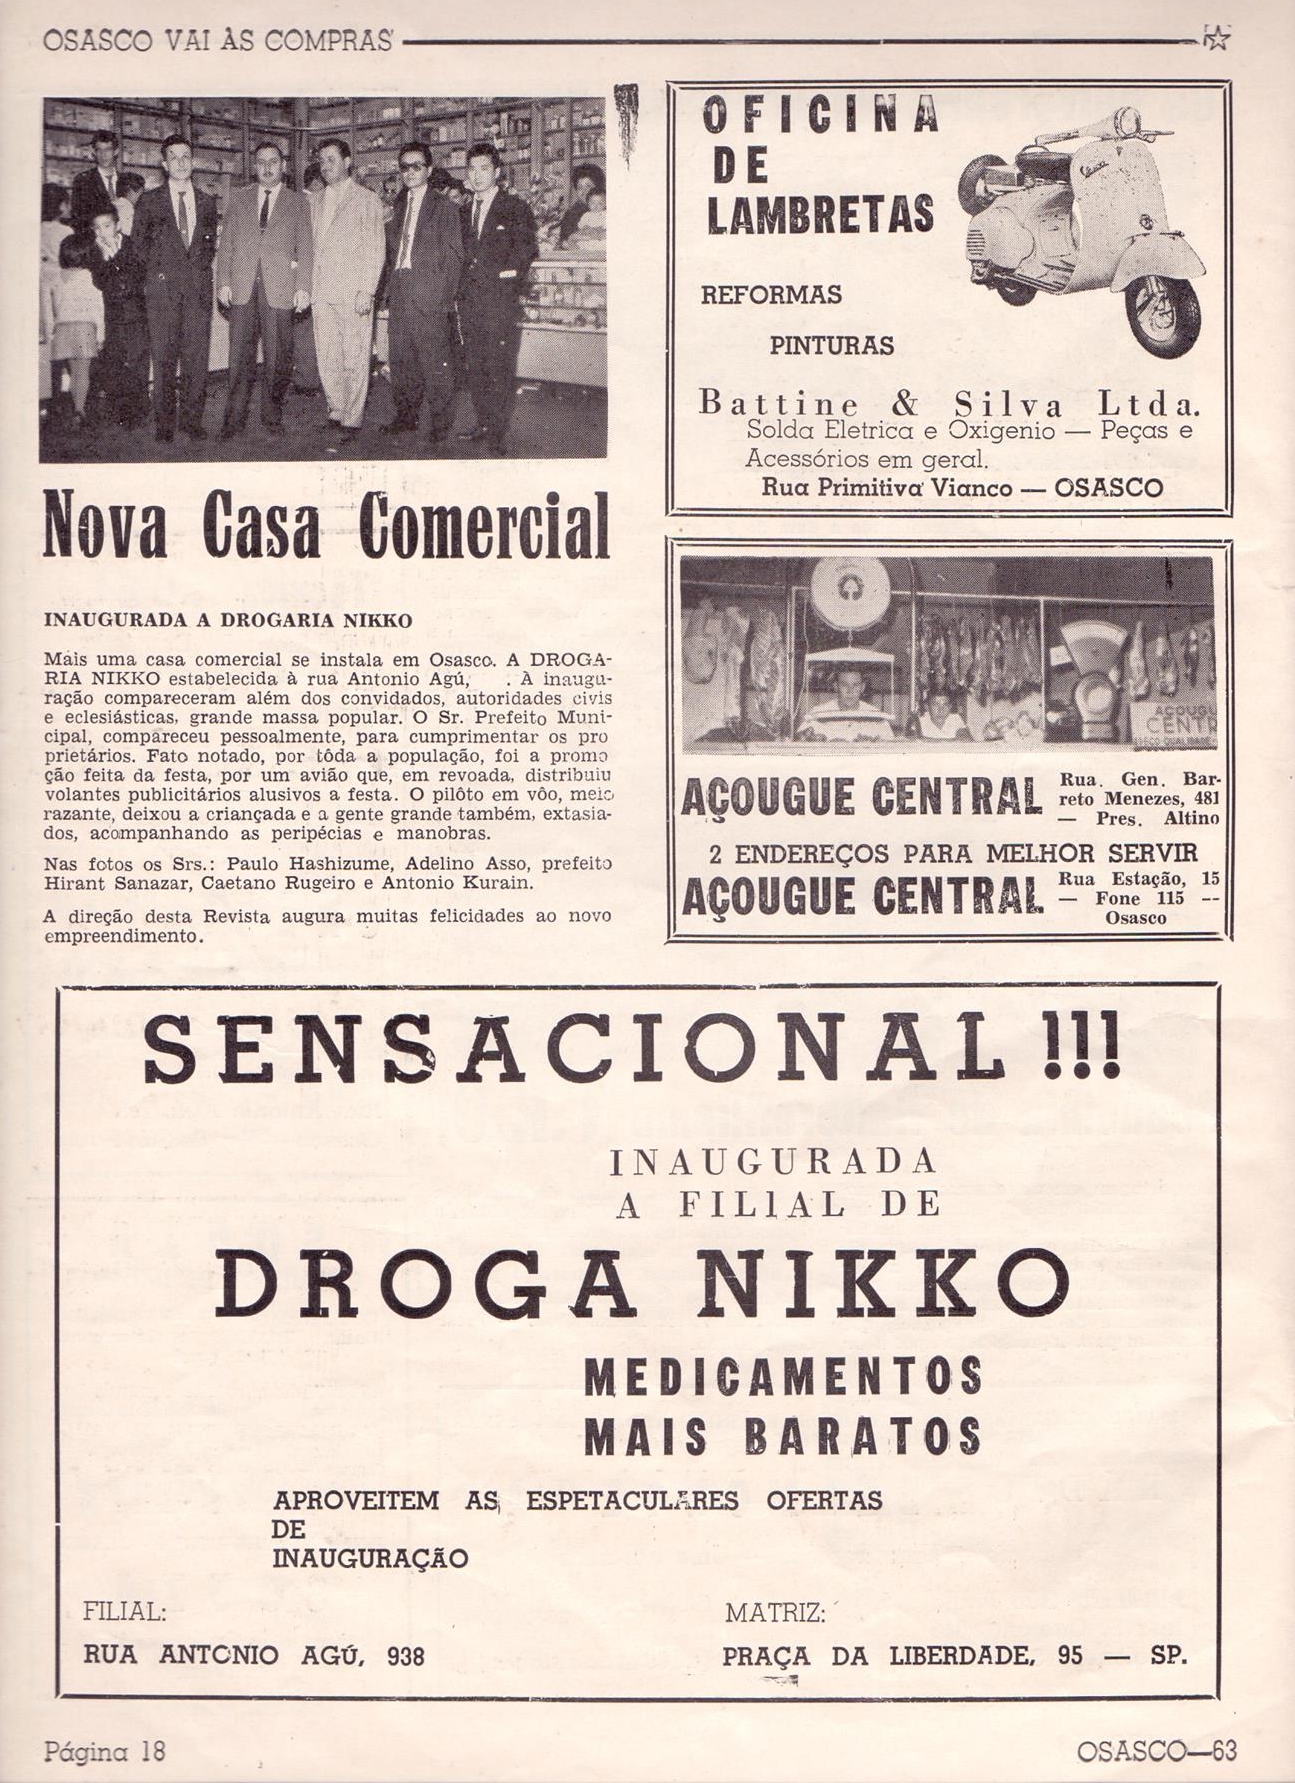 OSASCO VAI ÀS COMPRAS
Nova Casa Comercial
INAUGURADA A DROGARIA NIKKO
Mais uma casa comercial se instala em Osasco. A DROGA-
RIA NIKKO estabelecida à rua Antonio Agú, . A inaugu-
ração compareceram além dos convidados, autoridades civis
e eclesiásticas, grande massa popular. O Sr. Prefeito Muni-
cipal, compareceu pessoalmente, para cumprimentar os pro
prietários. Fato notado, por tôda a população, foi a promo
ção feita da festa, por um avião que, em revoada, distribuiu
volantes publicitários alusivos a festa. O pilôto em vôo, meio
razante, deixou a criançada e a gente grande também, extasia-
dos, acompanhando as peripécias e manobras.
Nas fotos os Srs.: Paulo Hashizume, Adelino Asso, prefeito
Hirant Sanazar, Caetano Rugeiro e Antonio Kurain.
A direção desta Revista augura muitas felicidades ao novo
empreendimento.
OFICINA
DE
LAMBRETAS
Vespa
REFORMAS
PINTURAS
Battine & Silva Ltda.
Solda Eletrica e Oxigenio — Peças e
Acessórios em geral.
Rua Primitiva Vianco — OSASCO
AÇOUGU
CENTR
AÇOUGUE CENTRAL
Rua. Gen. Bar-
reto Menezes, 481
— Pres. Altino
2 ENDEREÇOS PARA MELHOR SERVIR
AÇOUGUE CENTRAL
Rua Estação, 15
— Fone 115 --
Osasco
SENSACIONAL !!!
INAUGURADA
A FILIAL DE
DROGA NIKKO
MEDICAMENTOS
MAIS BARATOS
APROVEITEM AS ESPETACULARES OFERTAS
DE
INAUGURAÇÃO
FILIAL:
RUA ANTONIO AGÚ, 938
MATRIZ:
PRAÇA DA LIBERDADE, 95 — SP.
Página 18
OSASCO—63